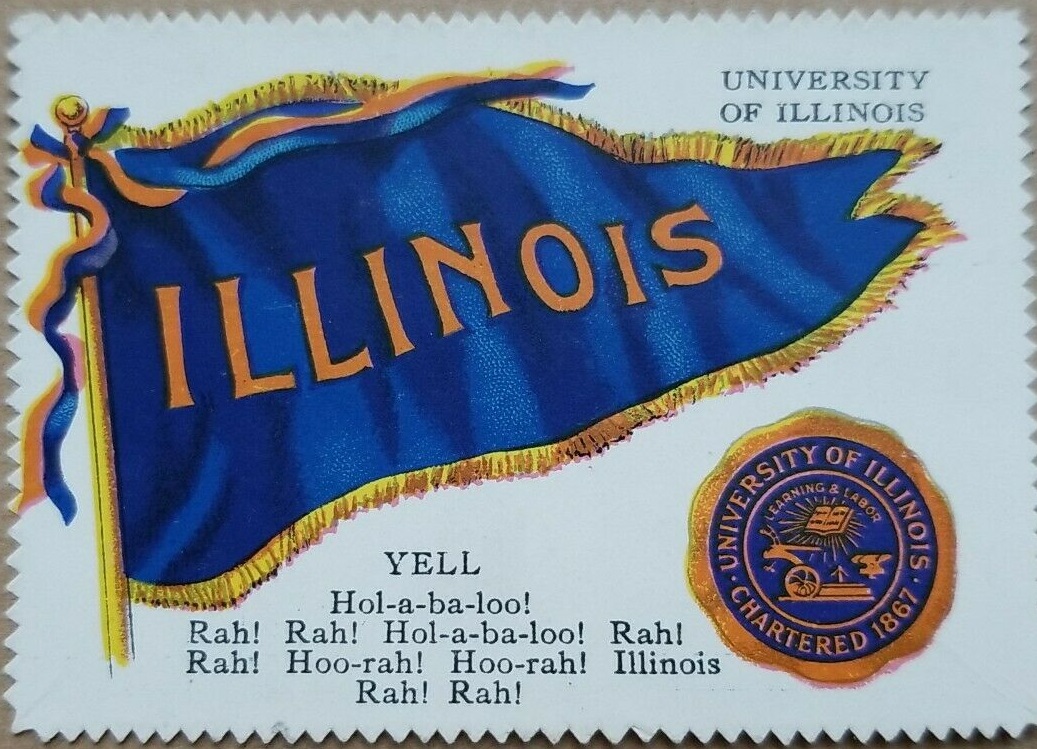 UNIVERSITY
OF ILLINOIS
ILLINOIS
UNIVERSITY OF ILLINOIS
LEARNING & LABOR
· CHARTERED 1867 ·
YELL
Hol-a-ba-loo!
Rah! Rah! Hol-a-ba-loo! Rah!
Rah! Hoo-rah! Hoo-rah! Illinois
Rah! Rah!